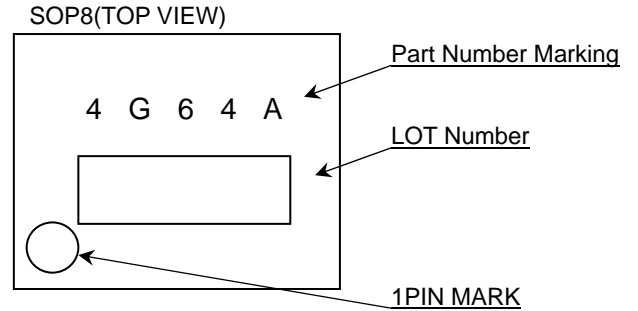 SOP8(TOP VIEW)
Part Number Marking
4 G 6 4 A
LOT Number
1PIN MARK